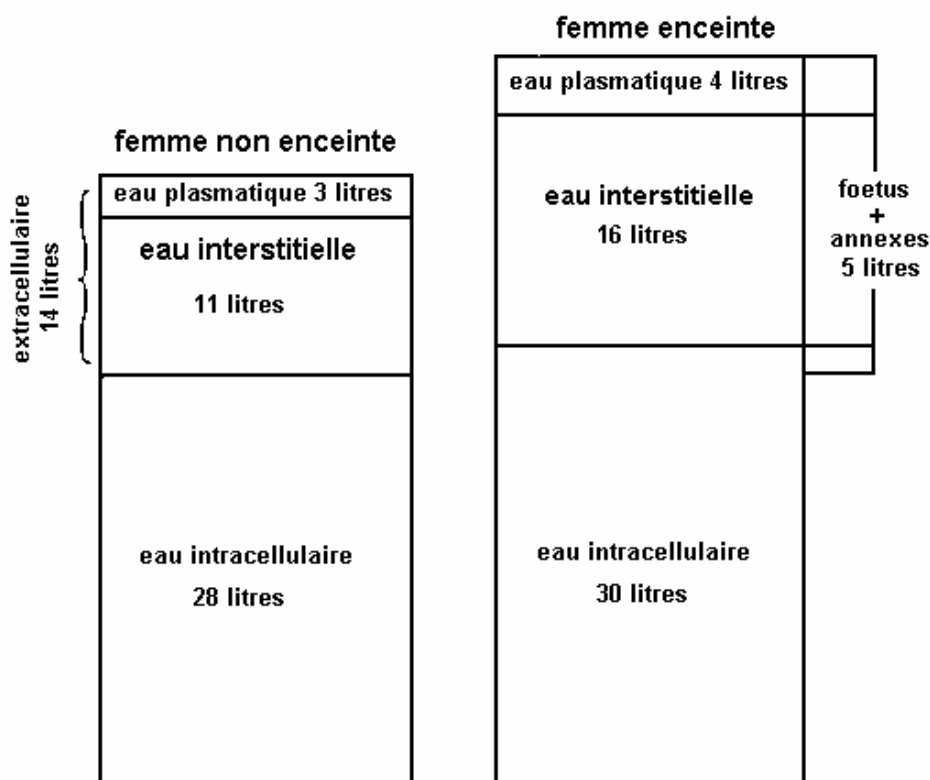 femme non enceinte
eau plasmatique 3 litres
eau interstitielle
11 litres
extracellulaire
14 litres
eau intracellulaire
28 litres
femme enceinte
eau plasmatique 4 litres
eau interstitielle
16 litres
foetus
+
annexes
5 litres
eau intracellulaire
30 litres